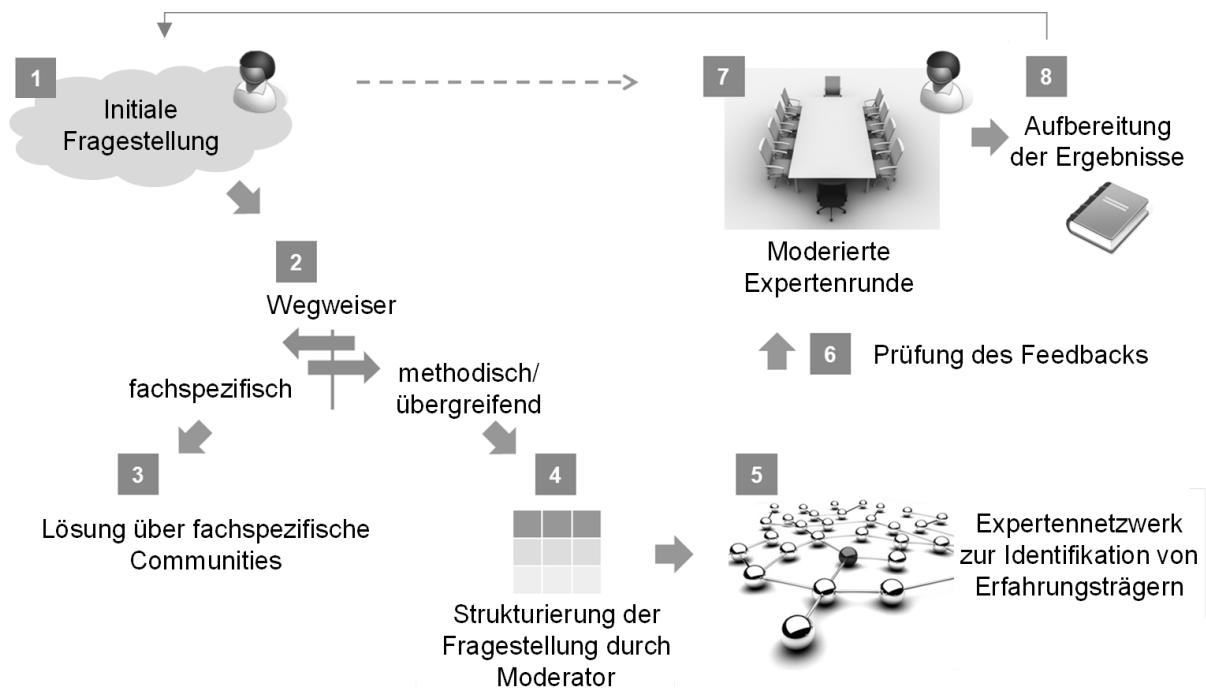 1
Initiale
Fragestellung
2
Wegweiser
fachspezifisch
methodisch/
übergreifend
3
Lösung über fachspezifische
Communities
4
Strukturierung der
Fragestellung durch
Moderator
5
Expertennetzwerk
zur Identifikation von
Erfahrungsträgern
6
Prüfung des Feedbacks
7
Moderierte
Expertenrunde
8
Aufbereitung
der Ergebnisse